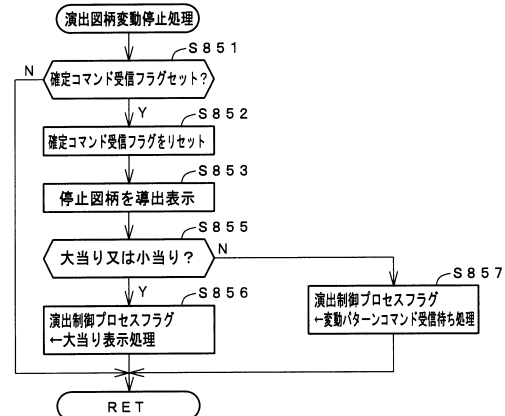 演出図柄変動停止処理
S851
N
確定コマンド受信フラグセット?
Y
S852
確定コマンド受信フラグをリセット
S853
停止図柄を導出表示
S855
大当り又は小当り?
N
Y
S856
演出制御プロセスフラグ
←大当り表示処理
S857
演出制御プロセスフラグ
←変動パターンコマンド受信待ち処理
RET